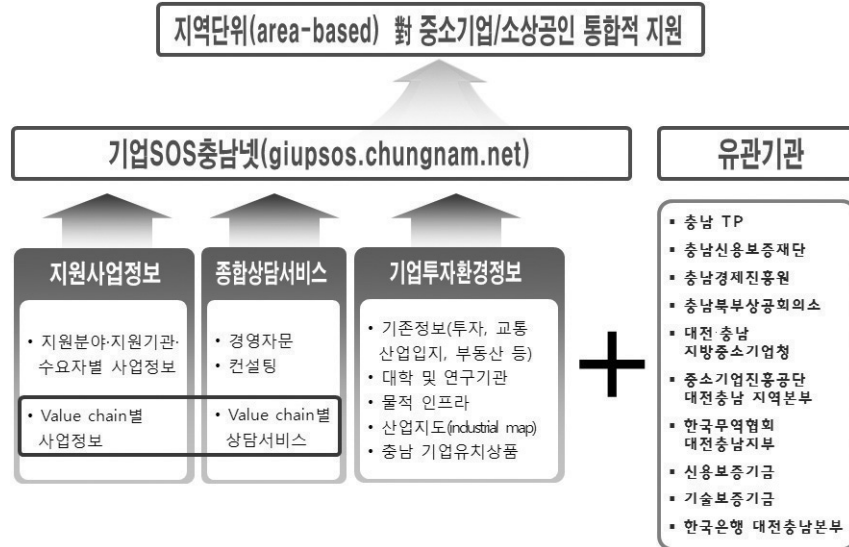 지역단위(area-based) 對 중소기업/소상공인 통합적 지원
기업SOS충남넷(giupsos.chungnam.net)
유관기관
지원사업정보
• 지원분야·지원기관·
수요자별 사업정보
• Value chain별
사업정보
종합상담서비스
• 경영자문
• 컨설팅
• Value chain별
상담서비스
기업투자환경정보
• 기존정보(투자, 교통
산업입지, 부동산 등)
• 대학 및 연구기관
• 물적 인프라
• 산업지도(industrial map)
• 충남 기업유치상품
+
▪ 충남 TP
▪ 충남신용보증재단
▪ 충남경제진흥원
▪ 충남북부상공회의소
▪ 대전·충남
지방중소기업청
▪ 중소기업진흥공단
대전충남 지역본부
▪ 한국무역협회
대전충남지부
▪ 신용보증기금
▪ 기술보증기금
▪ 한국은행 대전충남본부